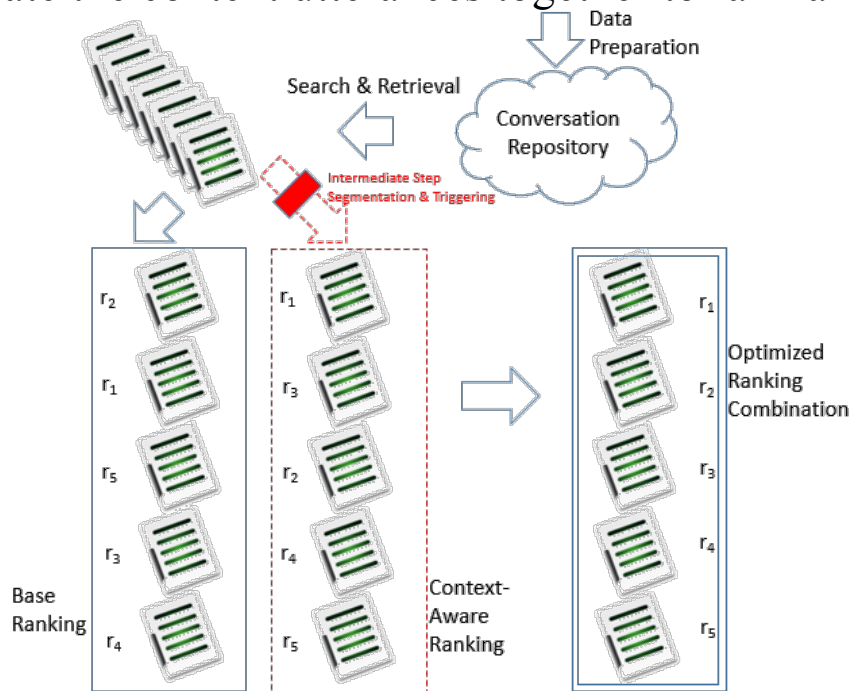 Data
Preparation
Search & Retrieval
Conversation
Repository
Intermediate Step
Segmentation & Triggering
r₂
r₁
r₅
r₃
r₄
Base
Ranking
r₁
r₃
r₂
r₄
r₅
Context-
Aware
Ranking
r₁
r₂
r₃
r₄
r₅
Optimized
Ranking
Combination